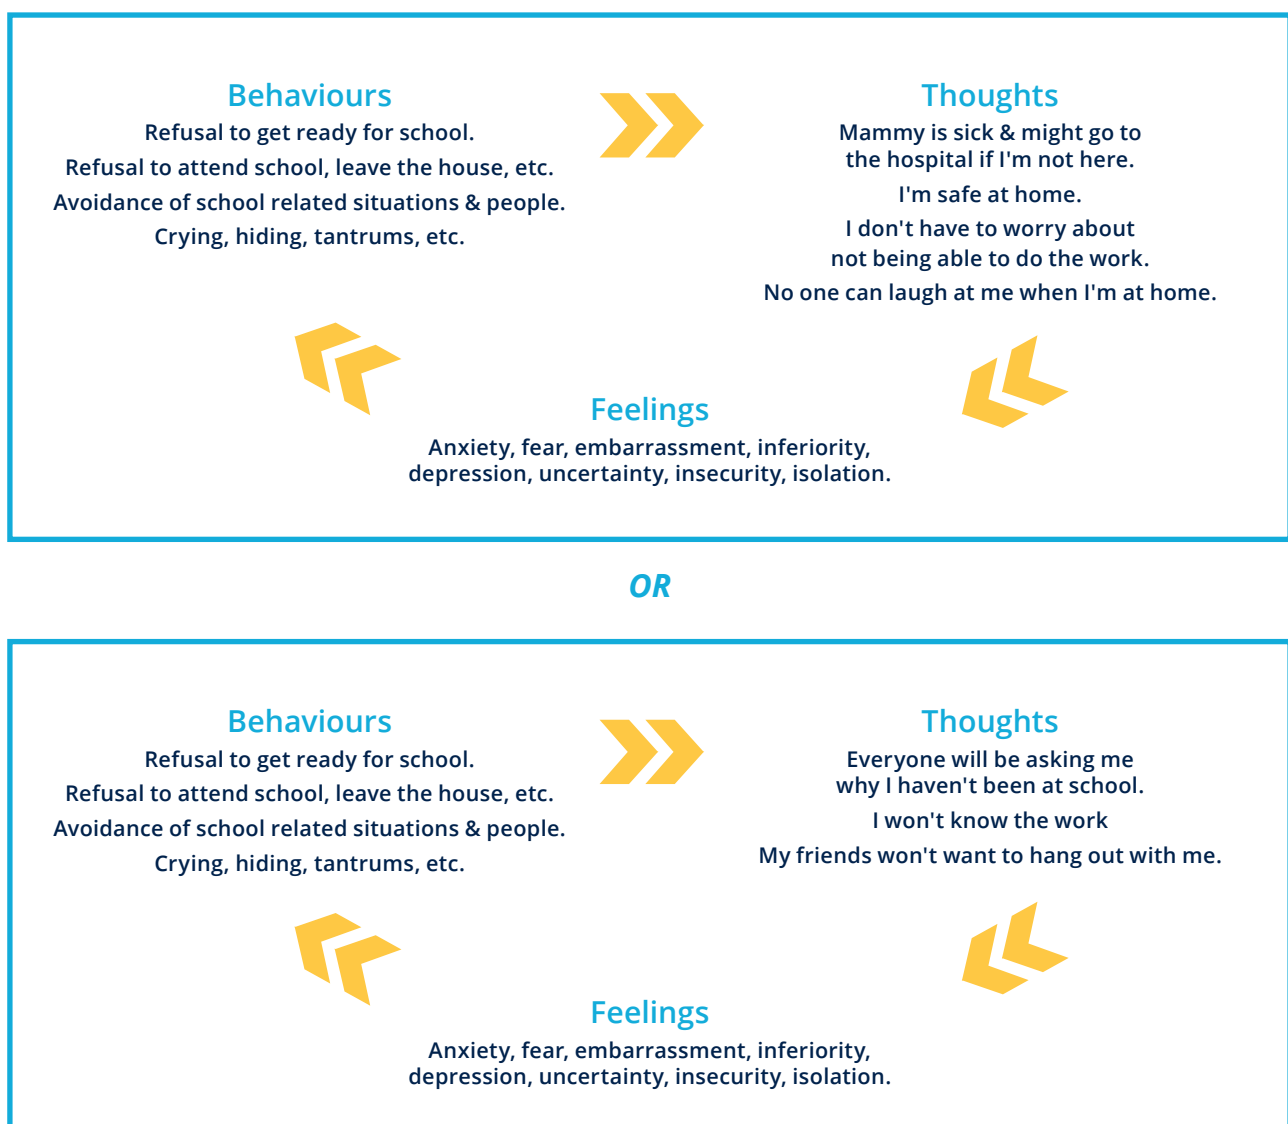 Behaviours
Refusal to get ready for school.
Refusal to attend school, leave the house, etc.
Avoidance of school related situations & people.
Crying, hiding, tantrums, etc.
Thoughts
Mammy is sick & might go to
the hospital if I'm not here.
I'm safe at home.
I don't have to worry about
not being able to do the work.
No one can laugh at me when I'm at home.
Feelings
Anxiety, fear, embarrassment, inferiority,
depression, uncertainty, insecurity, isolation.
OR
Behaviours
Refusal to get ready for school.
Refusal to attend school, leave the house, etc.
Avoidance of school related situations & people.
Crying, hiding, tantrums, etc.
Thoughts
Everyone will be asking me
why I haven't been at school.
I won't know the work
My friends won't want to hang out with me.
Feelings
Anxiety, fear, embarrassment, inferiority,
depression, uncertainty, insecurity, isolation.